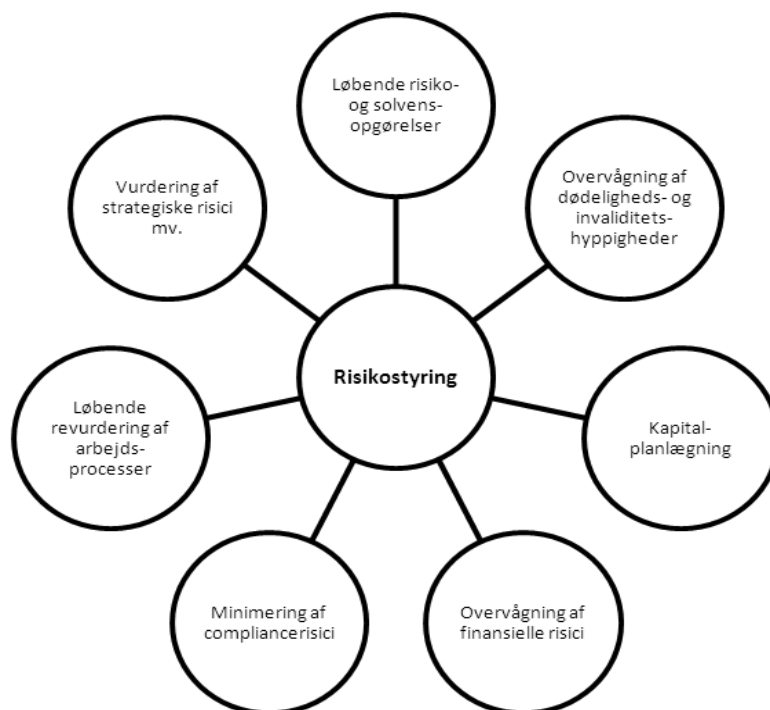 Løbende risiko-
og solvens-
opgørelser
Overvågning af
dødeligheds- og
invaliditets-
hyppigheder
Kapital-
planlægning
Overvågning af
finansielle risici
Minimering af
compliancerisici
Løbende
revurdering af
arbejds-
processer
Vurdering af
strategiske risici
mv.
Risikostyring